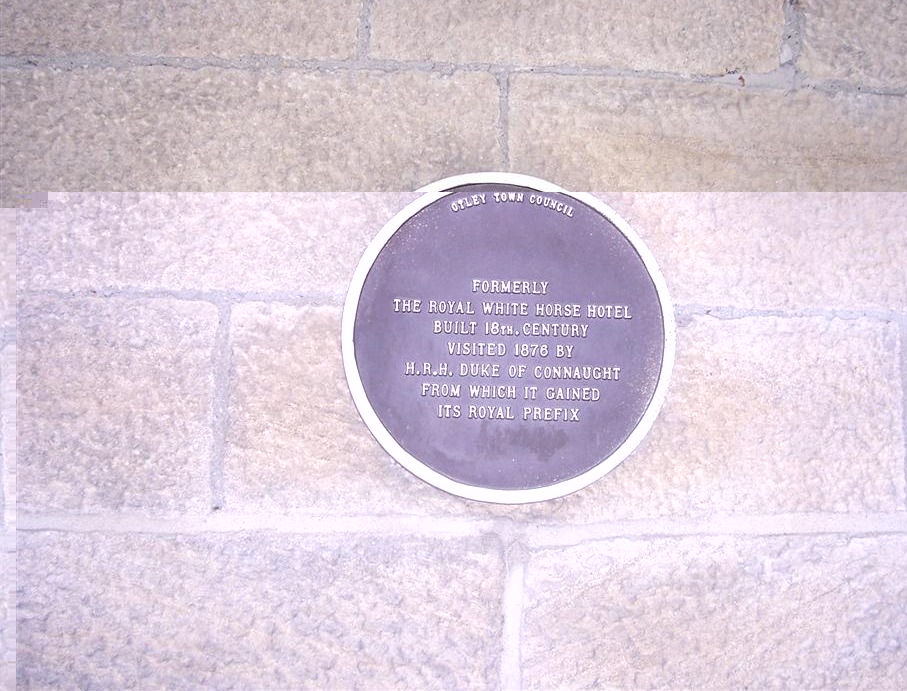 OTLEY TOWN COUNCIL
FORMERLY
THE ROYAL WHITE HORSE HOTEL
BUILT 18TH. CENTURY
VISITED 1876 BY
H.R.H. DUKE OF CONNAUGHT
FROM WHICH IT GAINED
ITS ROYAL PREFIX